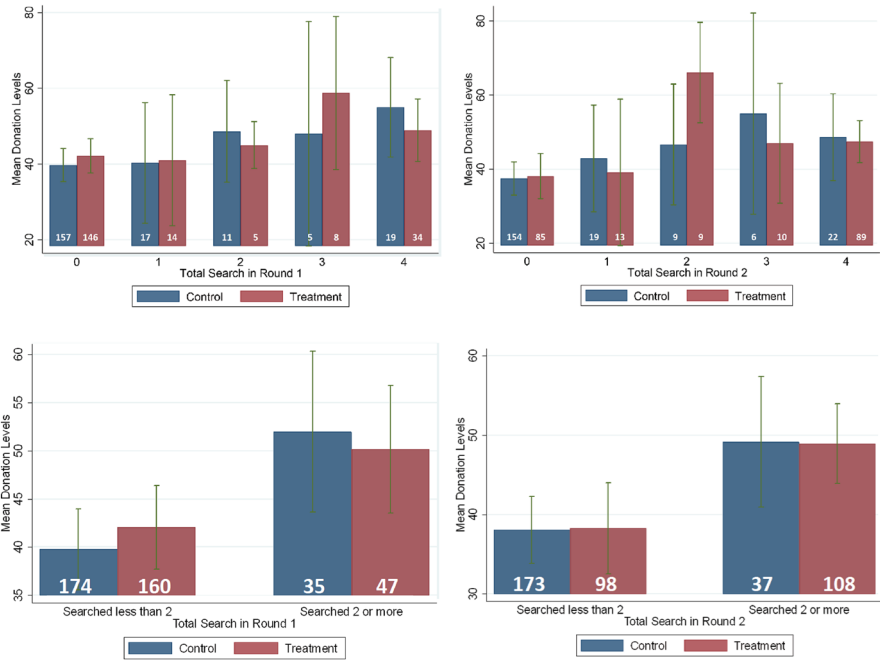 Mean Donation Levels
80
60
40
20
157 146 17 14 11 5 5 8 19 34
0 1 2 3 4
Total Search in Round 1
Control Treatment
Mean Donation Levels
80
60
40
20
154 85 19 13 9 9 6 10 22 89
0 1 2 3 4
Total Search in Round 2
Control Treatment
Mean Donation Levels
60
55
50
45
40
35
174 160 35 47
Searched less than 2 Searched 2 or more
Total Search in Round 1
Control Treatment
Mean Donation Levels
60
50
40
30
173 98 37 108
Searched less than 2 Searched 2 or more
Total Search in Round 2
Control Treatment